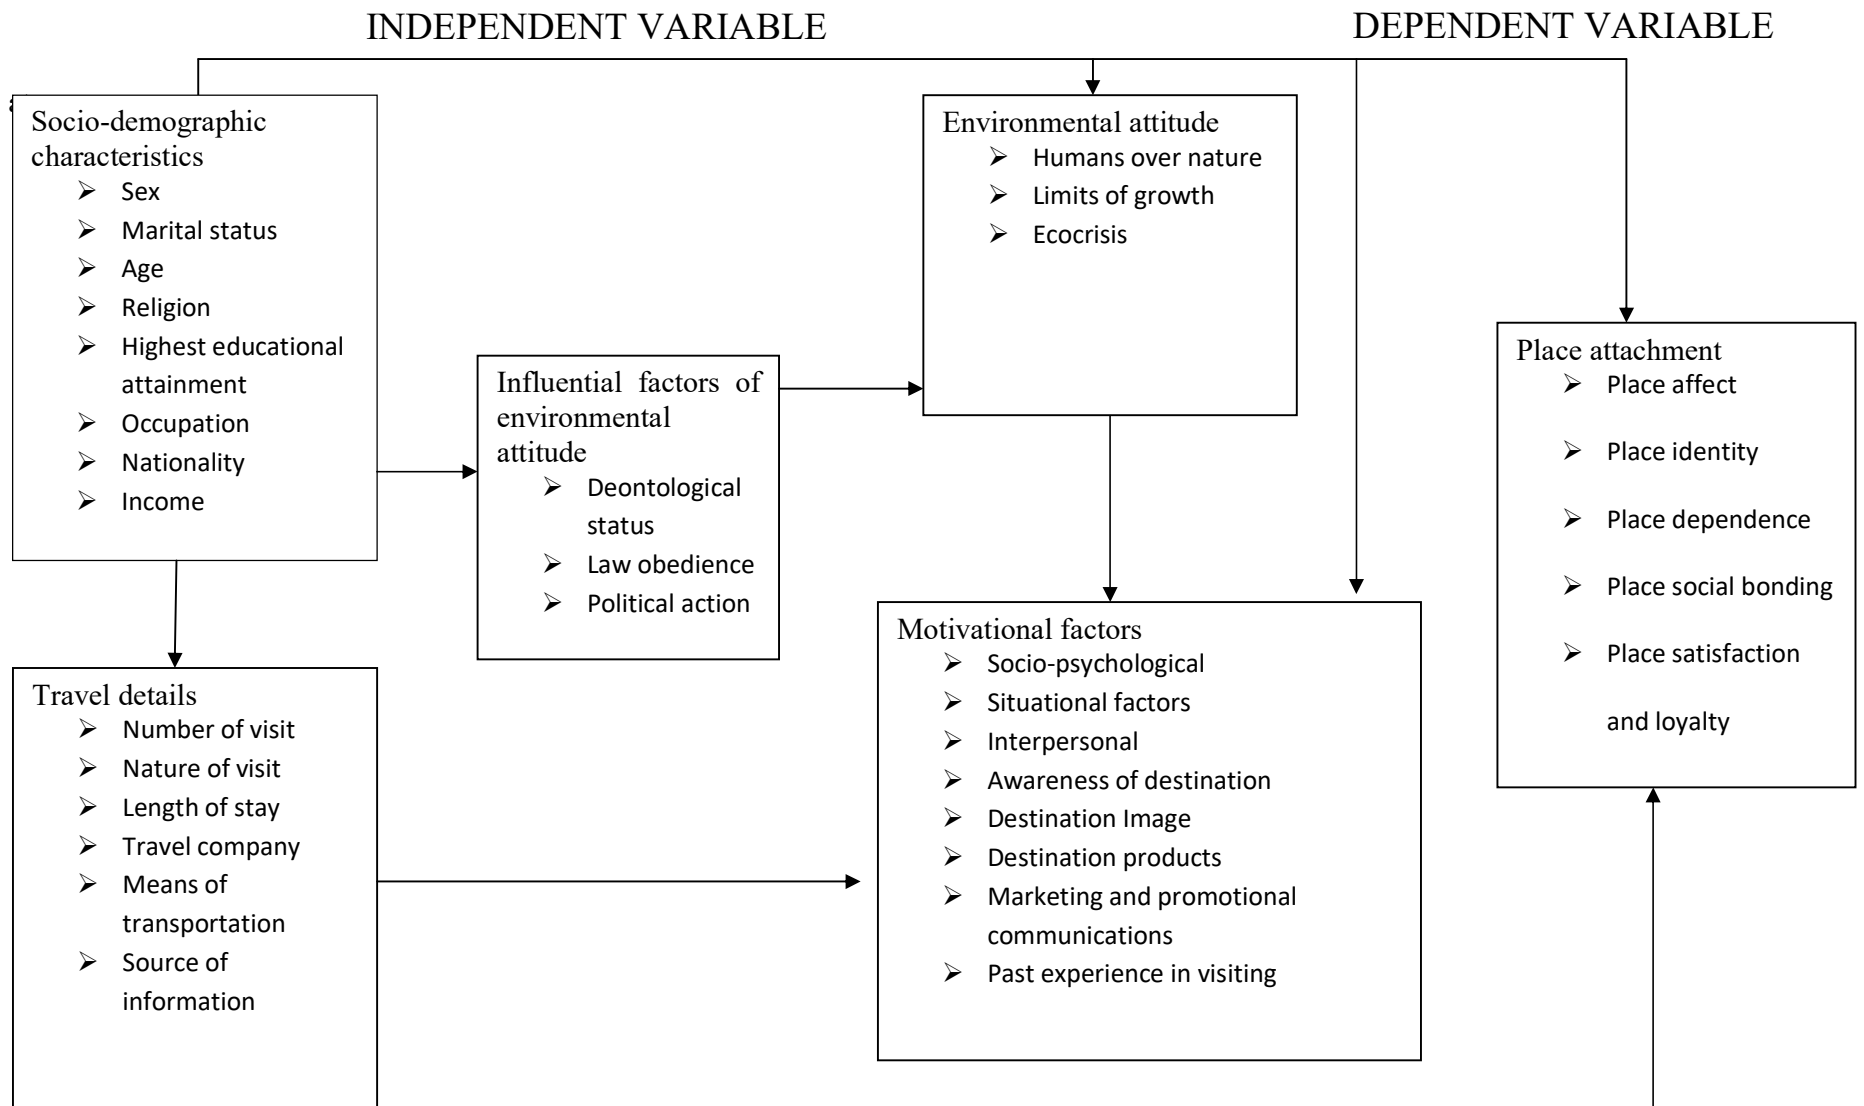 INDEPENDENT VARIABLE
DEPENDENT VARIABLE
Socio-demographic
characteristics
➢ Sex
➢ Marital status
➢ Age
➢ Religion
➢ Highest educational
attainment
➢ Occupation
➢ Nationality
➢ Income
Influential factors of
environmental
attitude
➢ Deontological
status
➢ Law obedience
➢ Political action
Environmental attitude
➢ Humans over nature
➢ Limits of growth
➢ Ecocrisis
Place attachment
➢ Place affect
➢ Place identity
➢ Place dependence
➢ Place social bonding
➢ Place satisfaction
and loyalty
Travel details
➢ Number of visit
➢ Nature of visit
➢ Length of stay
➢ Travel company
➢ Means of
transportation
➢ Source of
information
Motivational factors
➢ Socio-psychological
➢ Situational factors
➢ Interpersonal
➢ Awareness of destination
➢ Destination Image
➢ Destination products
➢ Marketing and promotional
communications
➢ Past experience in visiting